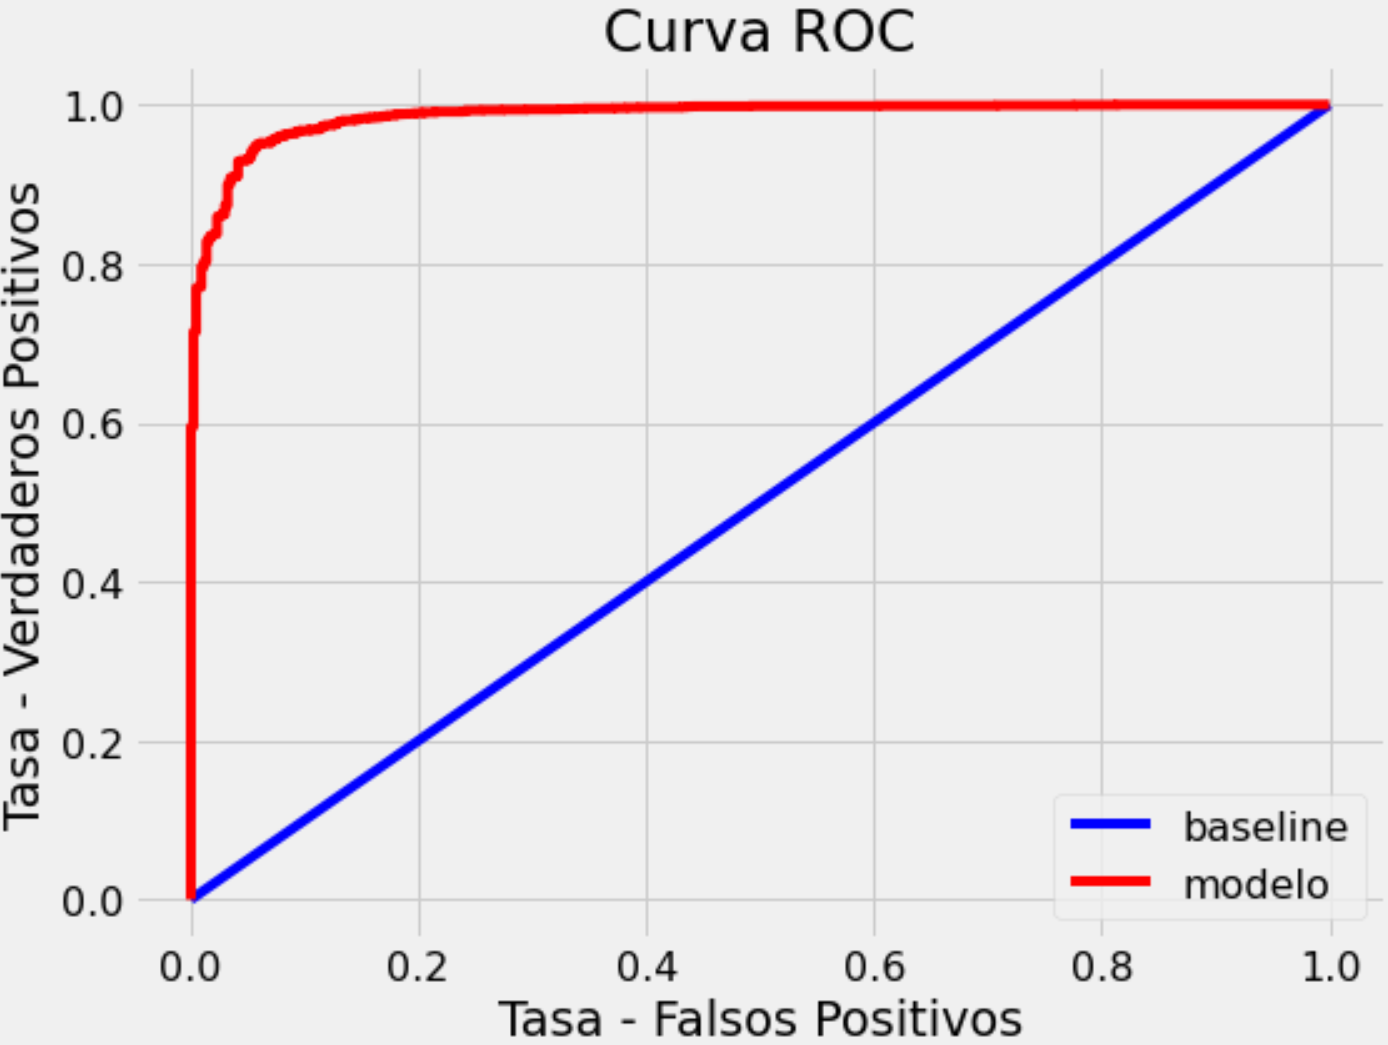 Curva ROC
Tasa - Verdaderos Positivos
1.0
0.8
0.6
0.4
0.2
0.0
baseline
modelo
0.0 0.2 0.4 0.6 0.8 1.0
Tasa - Falsos Positivos